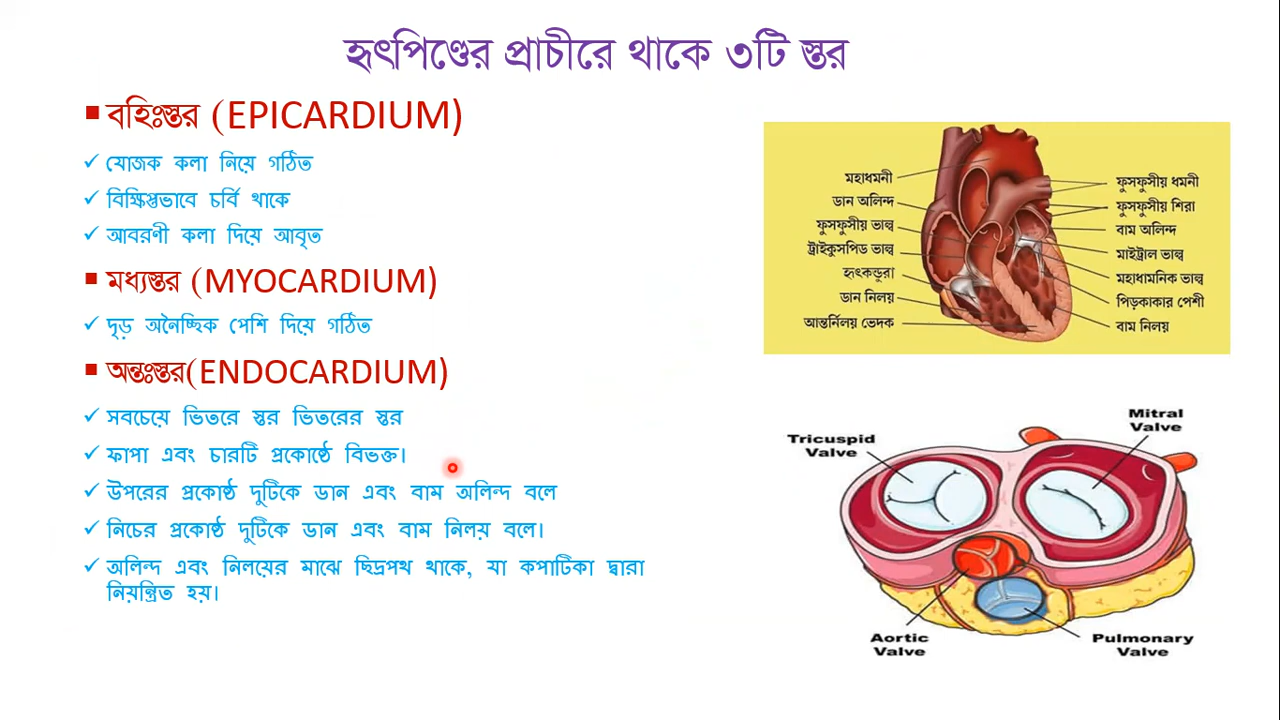 হৃৎপিণ্ডের প্রাচীরে থাকে ৩টি স্তর
বহিঃস্তর (EPICARDIUM)
যোজক কলা নিয়ে গঠিত
বিক্ষিপ্তভাবে চর্বি থাকে
আবরণী কলা দিয়ে আবৃত
মধ্যস্তর (MYOCARDIUM)
দৃঢ় অনৈচ্ছিক পেশি দিয়ে গঠিত
অন্তঃস্তর(ENDOCARDIUM)
সবচেয়ে ভিতরে স্তর ভিতরের স্তর
ফাপা এবং চারটি প্রকোষ্ঠে বিভক্ত।
উপরের প্রকোষ্ঠ দুটিকে ডান এবং বাম অলিন্দ বলে
নিচের প্রকোষ্ঠ দুটিকে ডান এবং বাম নিলয় বলে।
অলিন্দ এবং নিলয়ের মাঝে ছিদ্রপথ থাকে, যা কপাটিকা দ্বারা
নিয়ন্ত্রিত হয়।
মহাধমনী
ডান অলিন্দ
ফুসফুসীয় ভাল্ব
ট্রাইকুসপিড ভাল্ব
হৃৎকন্ডুরা
ডান নিলয়
আন্তর্নিলয় ভেদক
ফুসফুসীয় ধমনী
ফুসফুসীয় শিরা
বাম অলিন্দ
মাইট্রাল ভাল্ব
মহাধামনিক ভাল্ব
পিড়কাকার পেশী
বাম নিলয়
Tricuspid
Valve
Mitral
Valve
Aortic
Valve
Pulmonary
Valve